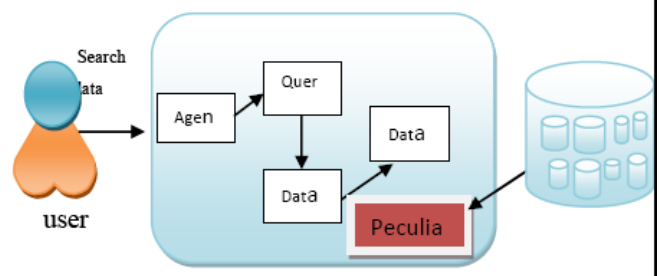 Search
data
Agen
Quer
Data
Data
Peculia
user